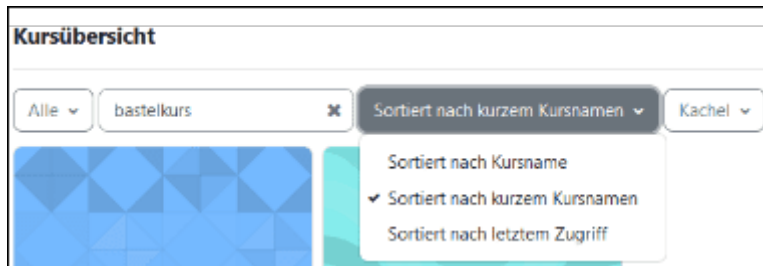 Kursübersicht
Alle
bastelkurs
Sortiert nach kurzem Kursnamen
Kachel
Sortiert nach Kursname
Sortiert nach kurzem Kursnamen
Sortiert nach letztem Zugriff